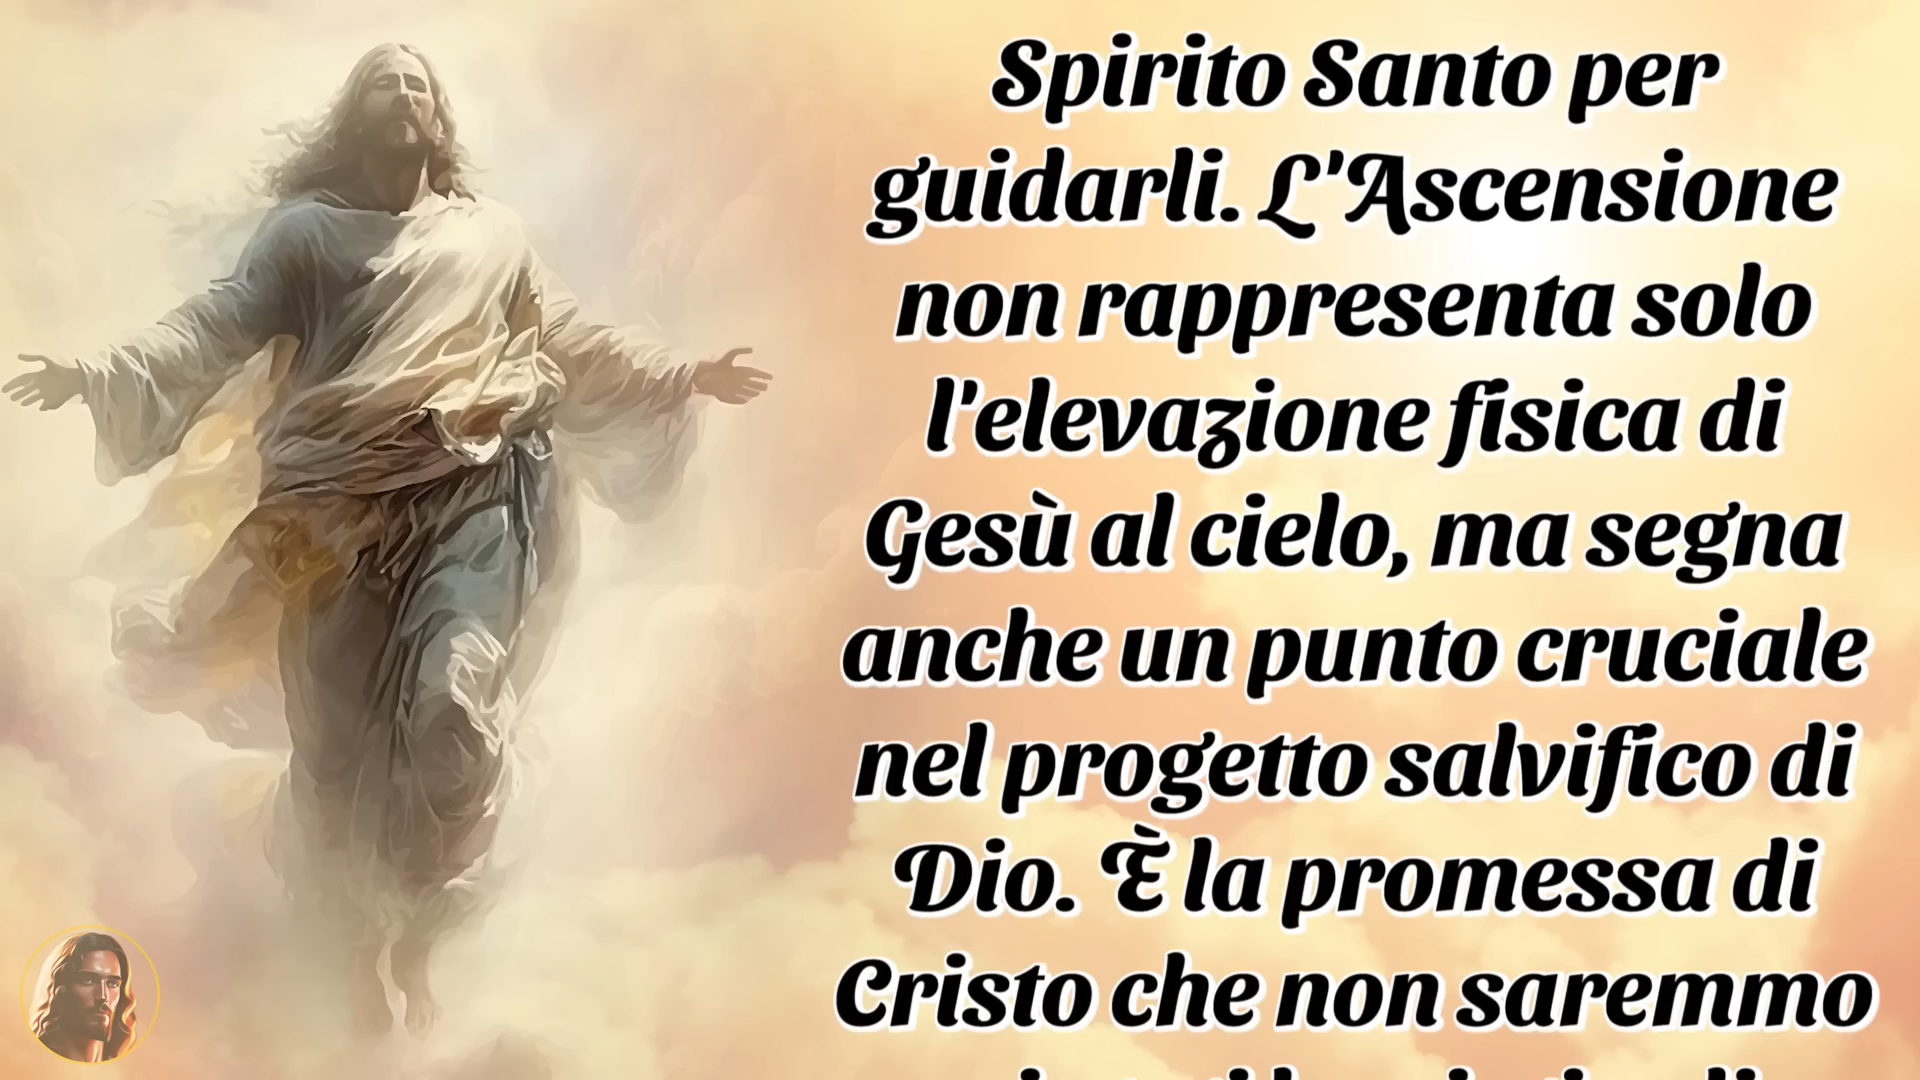 Spirito Santo per
guidarli. L'Ascensione
non rappresenta solo
l'elevazione fisica di
Gesù al cielo, ma segna
anche un punto cruciale
nel progetto salvifico di
Dio. È la promessa di
Cristo che non saremmo